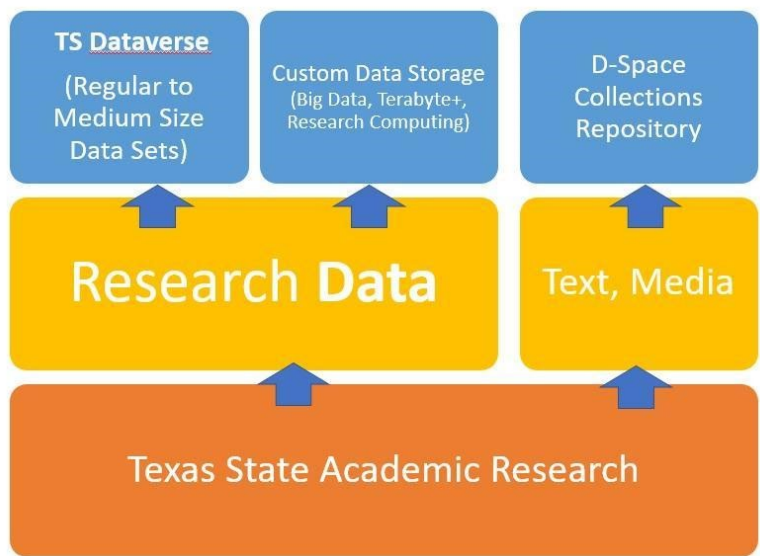 TS Dataverse
(Regular to
Medium Size
Data Sets)
Custom Data Storage
(Big Data, Terabyte+,
Research Computing)
D-Space
Collections
Repository
Research Data
Text, Media
Texas State Academic Research